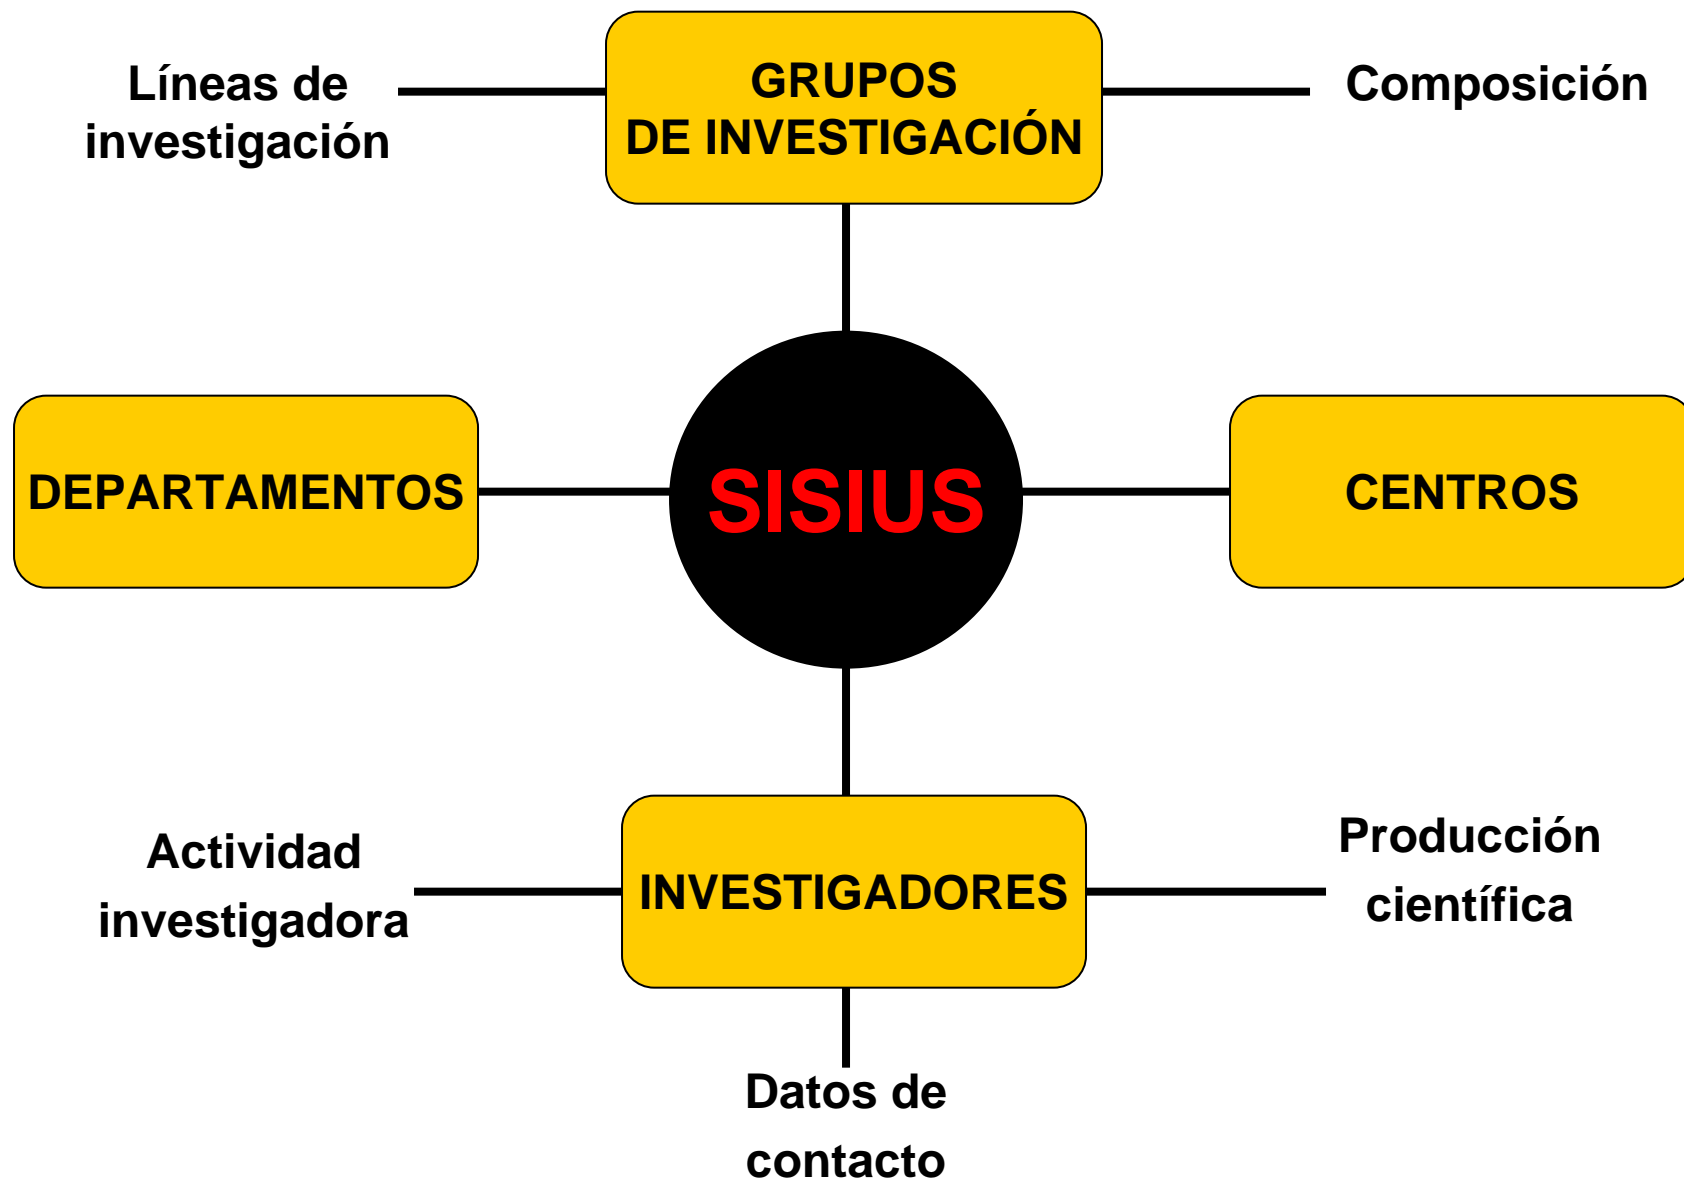 Líneas de
investigación
GRUPOS
DE INVESTIGACIÓN
Composición
DEPARTAMENTOS
SISIUS
CENTROS
Actividad
investigadora
INVESTIGADORES
Producción
científica
Datos de
contacto